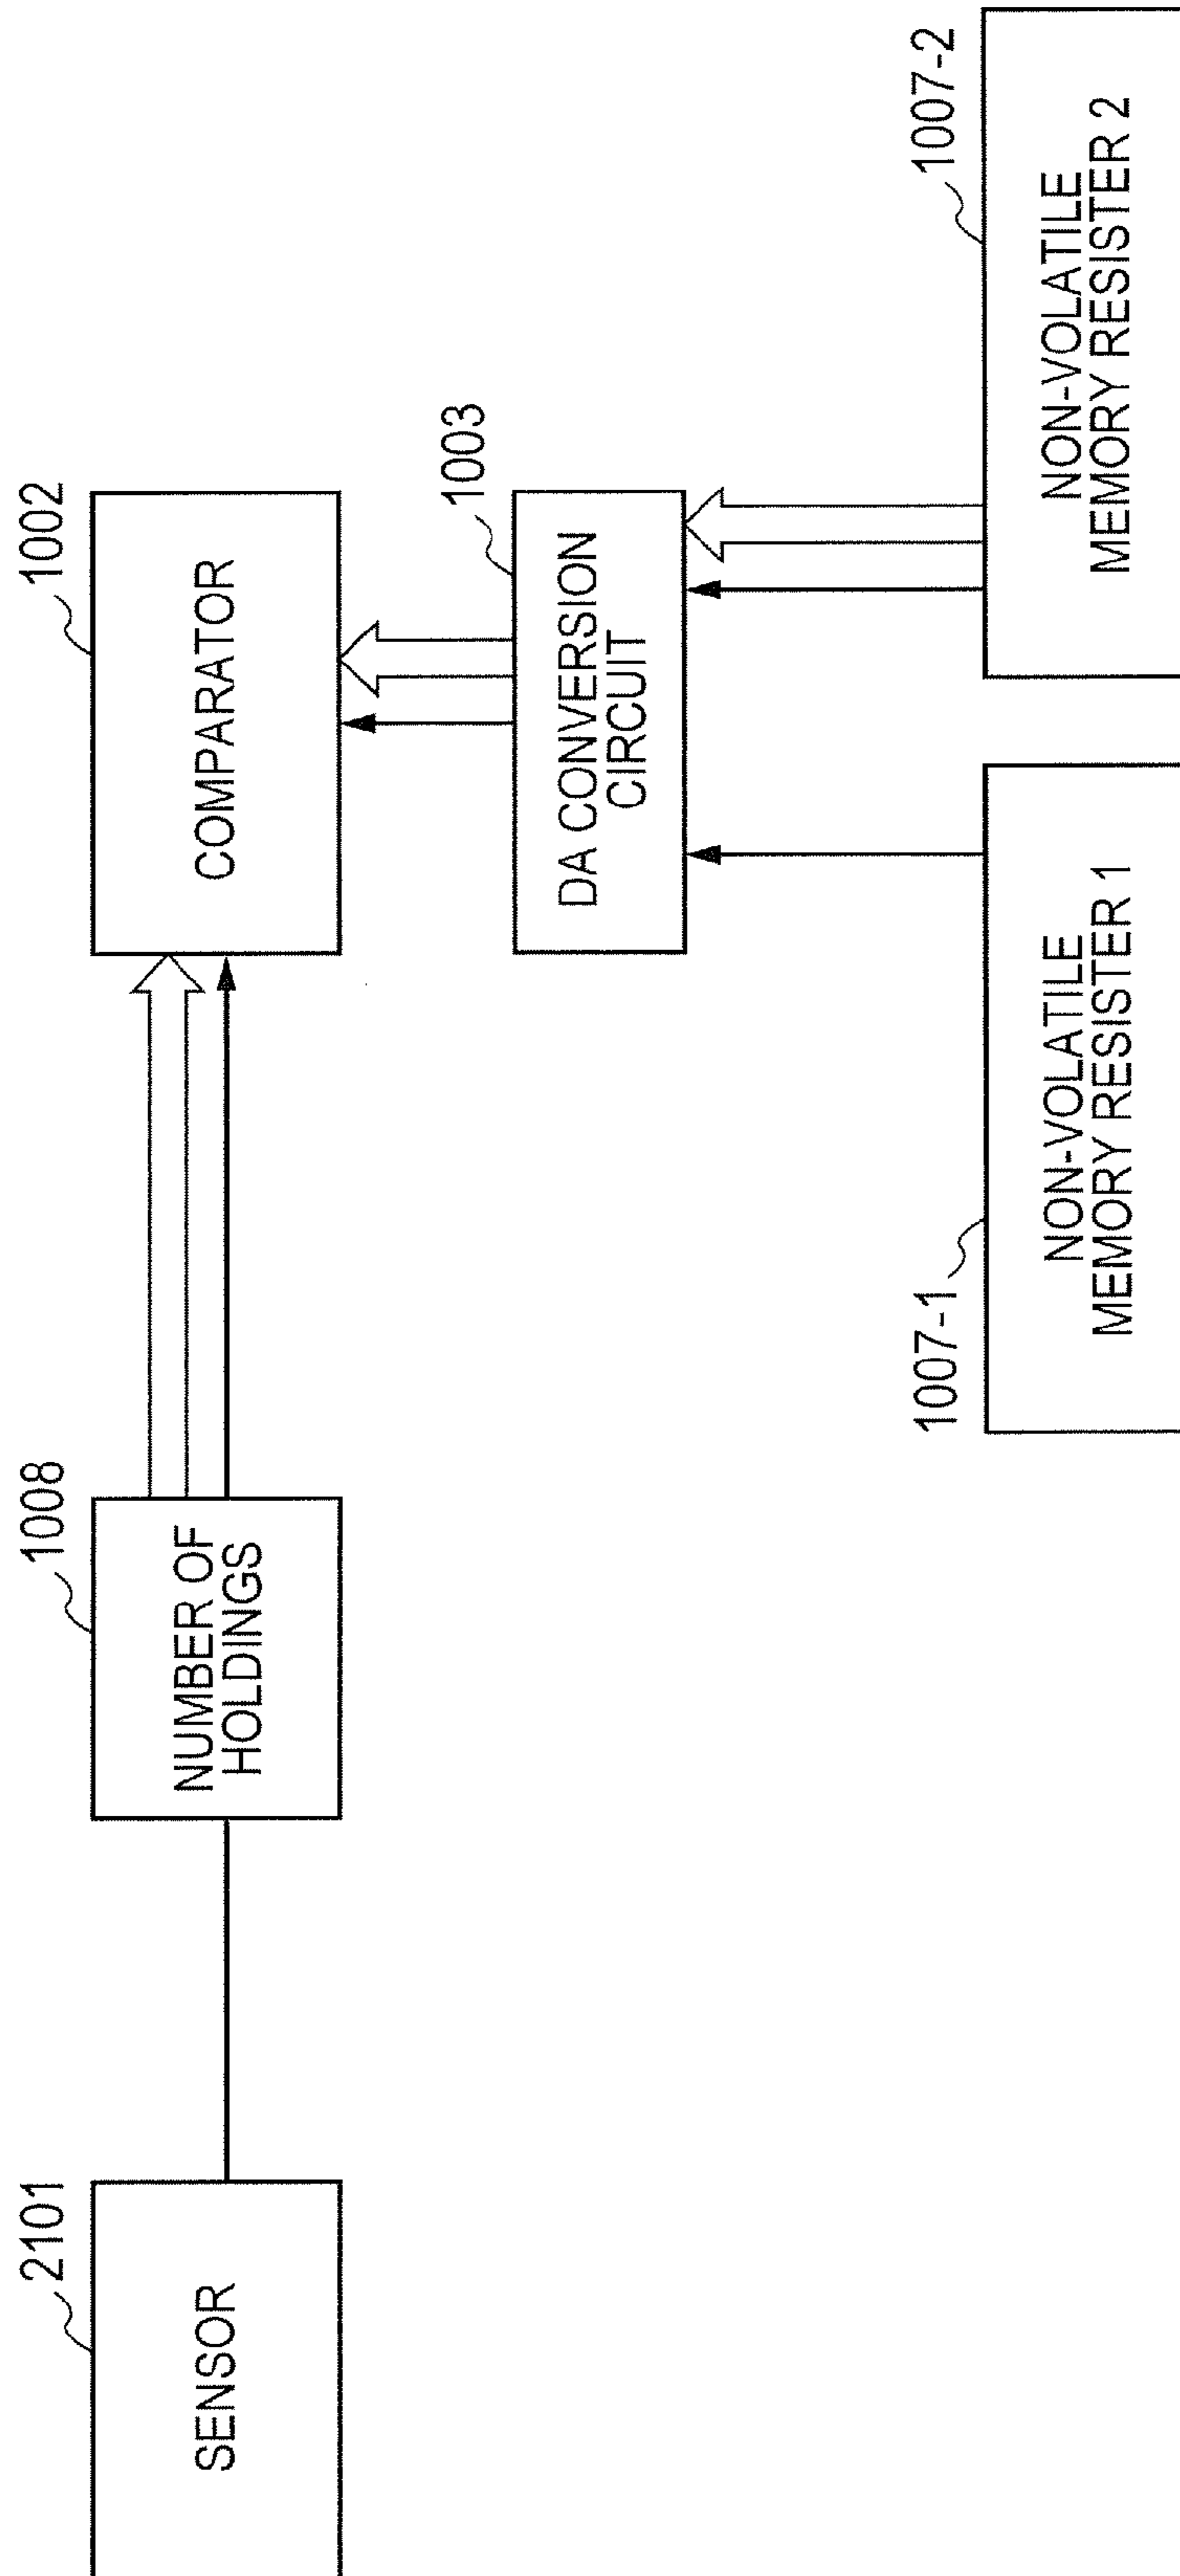 2101
SENSOR
1008
NUMBER OF
HOLDINGS
1002
COMPARATOR
1003
DA CONVERSION
CIRCUIT
1007-1
NON-VOLATILE
MEMORY RESISTER 1
1007-2
NON-VOLATILE
MEMORY RESISTER 2